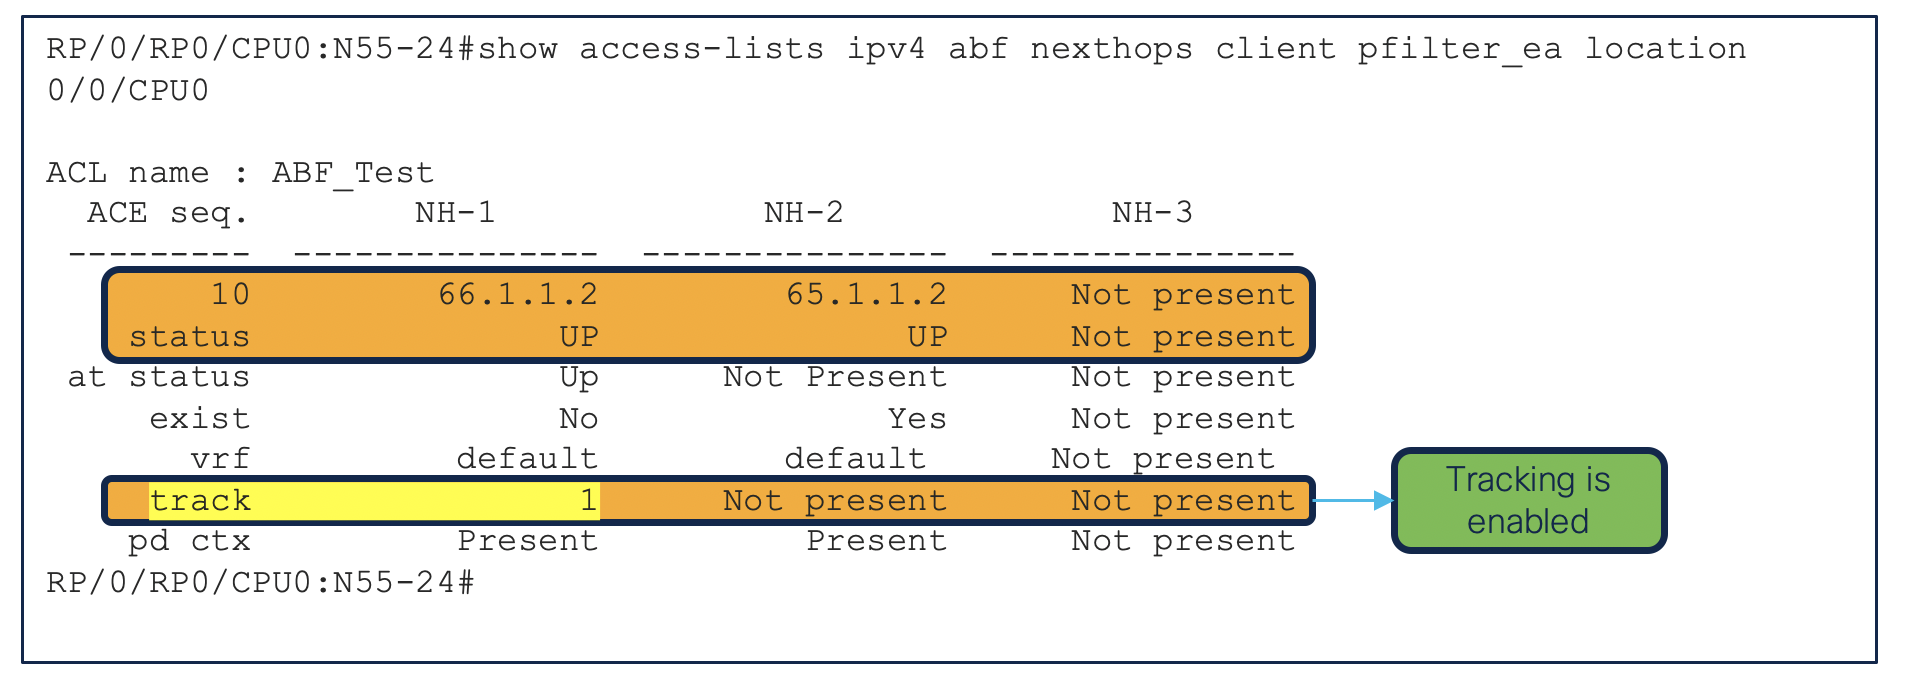 RP/0/RP0/CPU0:N55-24#show access-lists ipv4 abf nexthops client pfilter_ea location
0/0/CPU0
ACL name : ABF_Test
ACE seq. NH-1 NH-2 NH-3
--------- --------------- --------------- ---------------
10 66.1.1.2 65.1.1.2 Not present
status UP UP Not present
at status Up Not Present Not present
exist No Yes Not present
vrf default default Not present
track 1 Not present Not present
pd ctx Present Present Not present
RP/0/RP0/CPU0:N55-24#
Tracking is
enabled